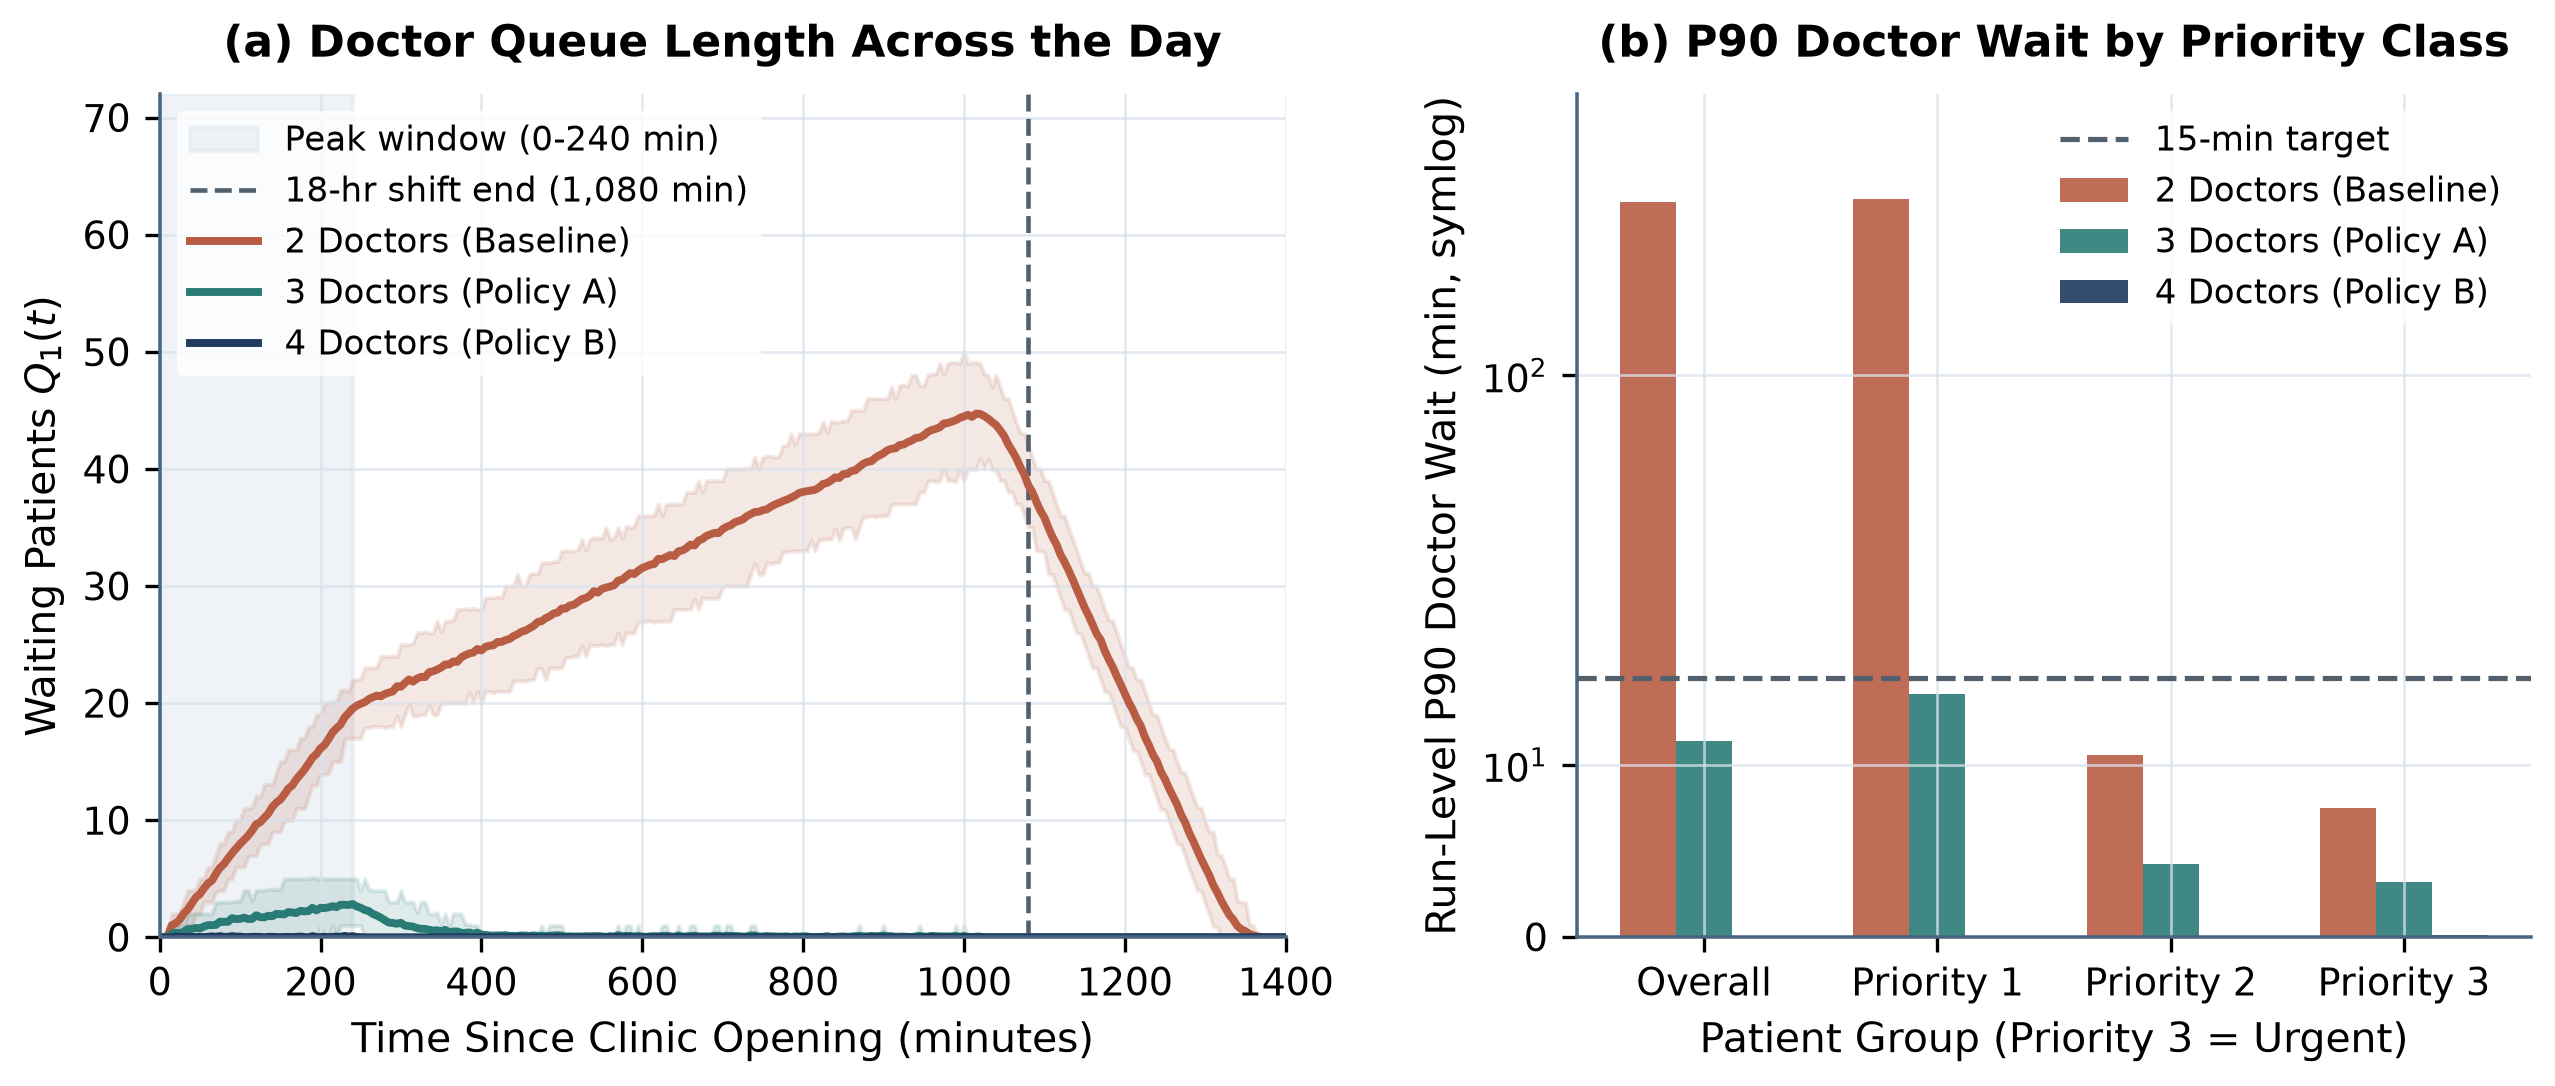 (a) Doctor Queue Length Across the Day
Waiting Patients Q₁(t)
70
60
50
40
30
20
10
0
Peak window (0-240 min)
18-hr shift end (1,080 min)
2 Doctors (Baseline)
3 Doctors (Policy A)
4 Doctors (Policy B)
0 200 400 600 800 1000 1200 1400
Time Since Clinic Opening (minutes)
(b) P90 Doctor Wait by Priority Class
Run-Level P90 Doctor Wait (min, symlog)
10²
10¹
0
15-min target
2 Doctors (Baseline)
3 Doctors (Policy A)
4 Doctors (Policy B)
Overall Priority 1 Priority 2 Priority 3
Patient Group (Priority 3 = Urgent)